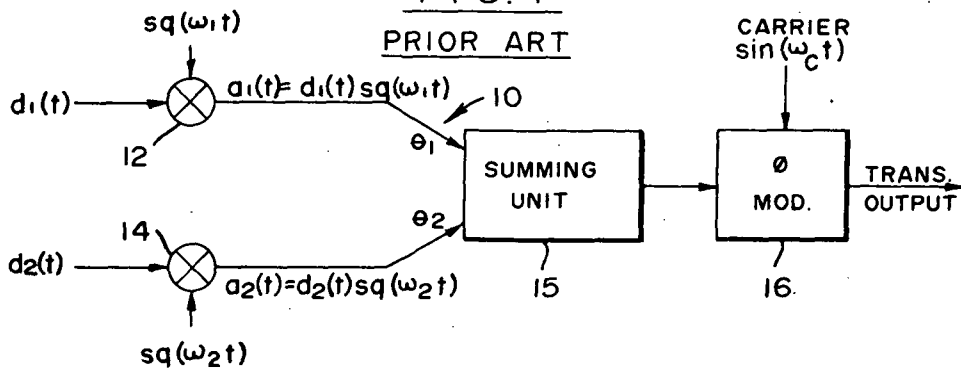 PRIOR ART
sq(ω1t)
d1(t)
a1(t)= d1(t) sq(ω1t)
12
10
θ1
CARRIER
sin(ωCt)
SUMMING
UNIT
15
Ø
MOD.
16.
TRANS.
OUTPUT
θ2
14
d2(t)
a2(t)=d2(t)sq(ω2t)
sq(ω2t)